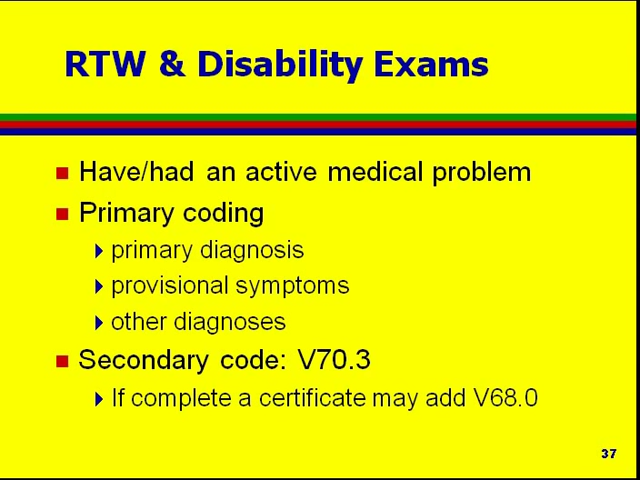 RTW & Disability Exams
Have/had an active medical problem
Primary coding
primary diagnosis
provisional symptoms
other diagnoses
Secondary code: V70.3
If complete a certificate may add V68.0
37